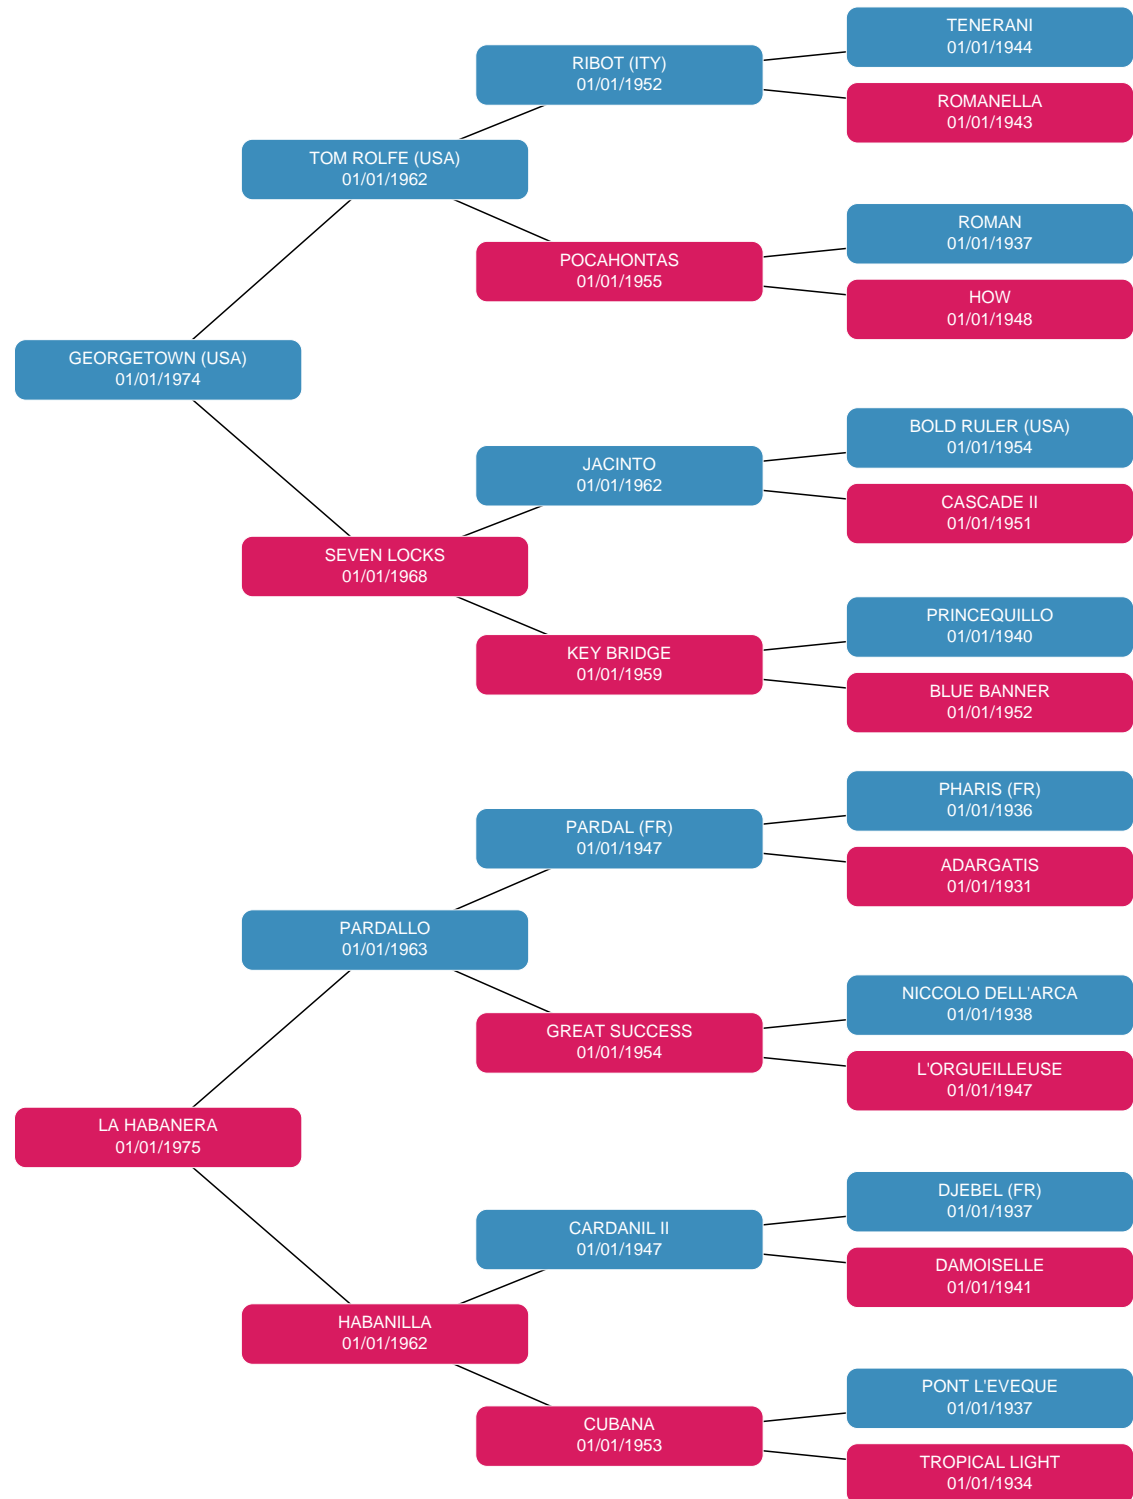 TENERANI
01/01/1944
RIBOT (ITY)
01/01/1952
ROMANELLA
01/01/1943
TOM ROLFE (USA)
01/01/1962
ROMAN
01/01/1937
POCAHONTAS
01/01/1955
HOW
01/01/1948
GEORGETOWN (USA)
01/01/1974
BOLD RULER (USA)
01/01/1954
JACINTO
01/01/1962
CASCADE II
01/01/1951
SEVEN LOCKS
01/01/1968
PRINCEQUILLO
01/01/1940
KEY BRIDGE
01/01/1959
BLUE BANNER
01/01/1952
PHARIS (FR)
01/01/1936
PARDAL (FR)
01/01/1947
ADARGATIS
01/01/1931
PARDALLO
01/01/1963
NICCOLO DELL'ARCA
01/01/1938
GREAT SUCCESS
01/01/1954
L'ORGUEILLEUSE
01/01/1947
LA HABANERA
01/01/1975
DJEBEL (FR)
01/01/1937
CARDANIL II
01/01/1947
DAMOISELLE
01/01/1941
HABANILLA
01/01/1962
PONT L'EVEQUE
01/01/1937
CUBANA
01/01/1953
TROPICAL LIGHT
01/01/1934